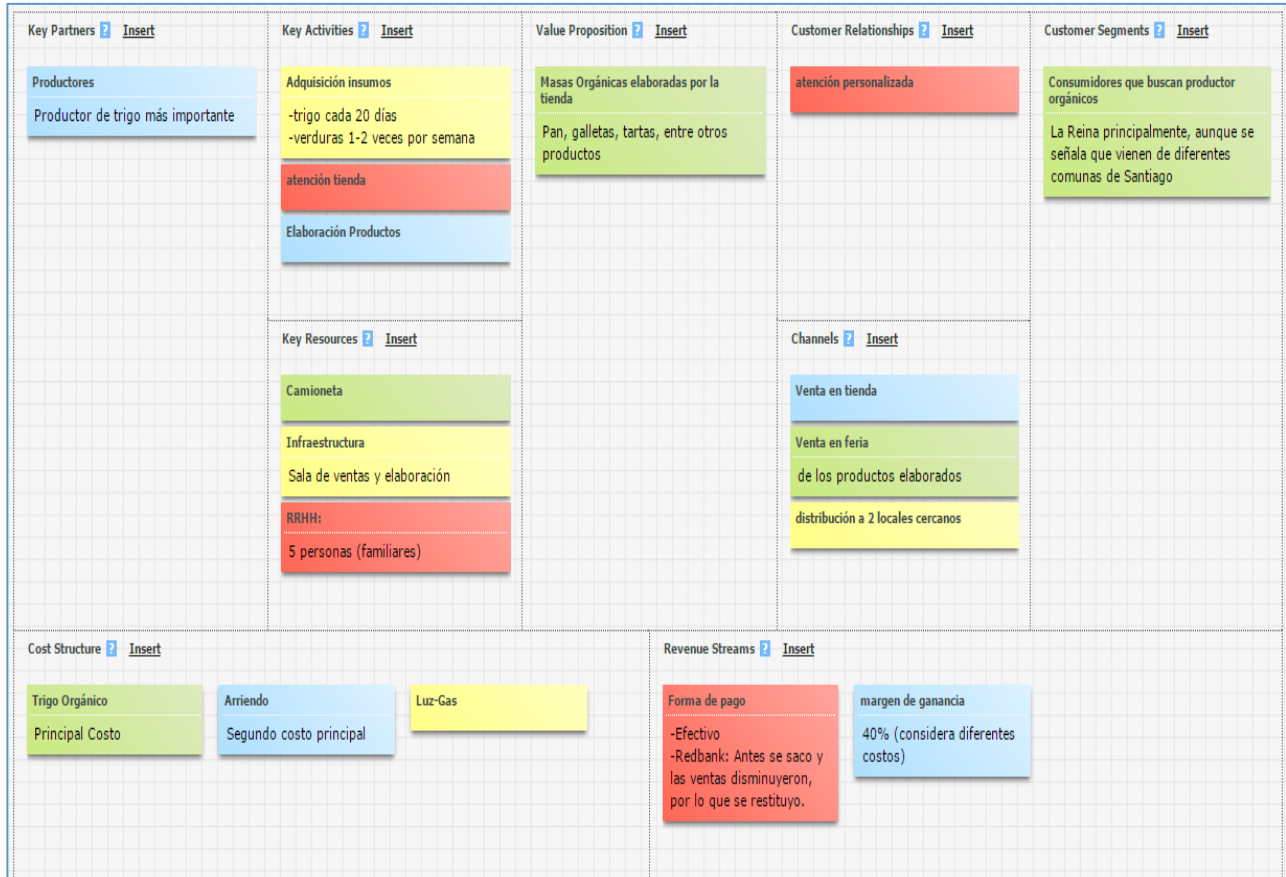 Key Partners ? Insert
Productores
Productor de trigo más importante
Key Activities ? Insert
Adquisición insumos
-trigo cada 20 días
-verduras 1-2 veces por semana
atención tienda
Elaboración Productos
Key Resources ? Insert
Camioneta
Infraestructura
Sala de ventas y elaboración
RRHH:
5 personas (familiares)
Value Proposition ? Insert
Masas Orgánicas elaboradas por la
tienda
Pan, galletas, tartas, entre otros
productos
Customer Relationships ? Insert
atención personalizada
Channels ? Insert
Venta en tienda
Venta en feria
de los productos elaborados
distribución a 2 locales cercanos
Customer Segments ? Insert
Consumidores que buscan productor
orgánicos
La Reina principalmente, aunque se
señala que vienen de diferentes
comunas de Santiago
Cost Structure ? Insert
Trigo Orgánico
Principal Costo
Arriendo
Segundo costo principal
Luz-Gas
Revenue Streams ? Insert
Forma de pago
-Efectivo
-Redbank: Antes se saco y
las ventas disminuyeron,
por lo que se restituyo.
margen de ganancia
40% (considera diferentes
costos)